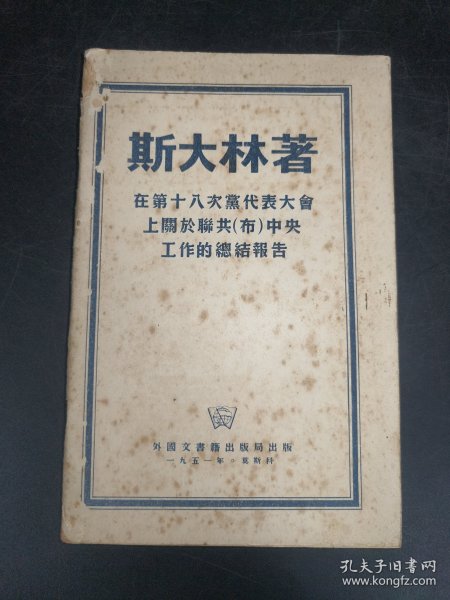 斯大林著
在第十八次黨代表大會
上關於聯共(布)中央
工作的總結報告
外國文書籍出版局出版
一九五一年。莫斯科
孔夫子旧书网
www.kongfz.com